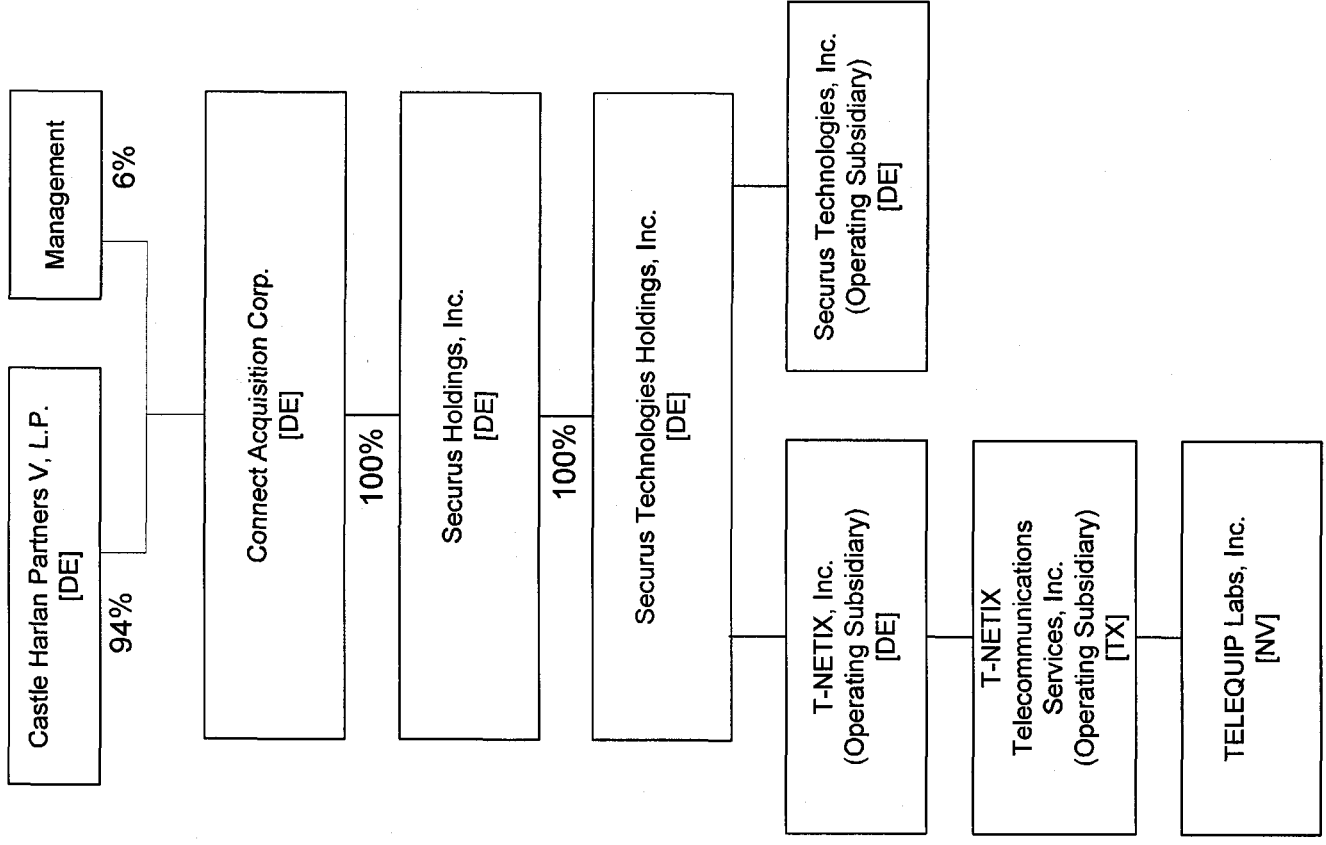 Castle Harlan Partners V, L.P.
[DE]
94%
Management
6%
Connect Acquisition Corp.
[DE]
100%
Securus Holdings, Inc.
[DE]
100%
Securus Technologies Holdings, Inc.
[DE]
T-NETIX, Inc.
(Operating Subsidiary)
[DE]
Securus Technologies, Inc.
(Operating Subsidiary)
[DE]
T-NETIX
Telecommunications
Services, Inc.
(Operating Subsidiary)
[TX]
TELEQUIP Labs, Inc.
[NV]